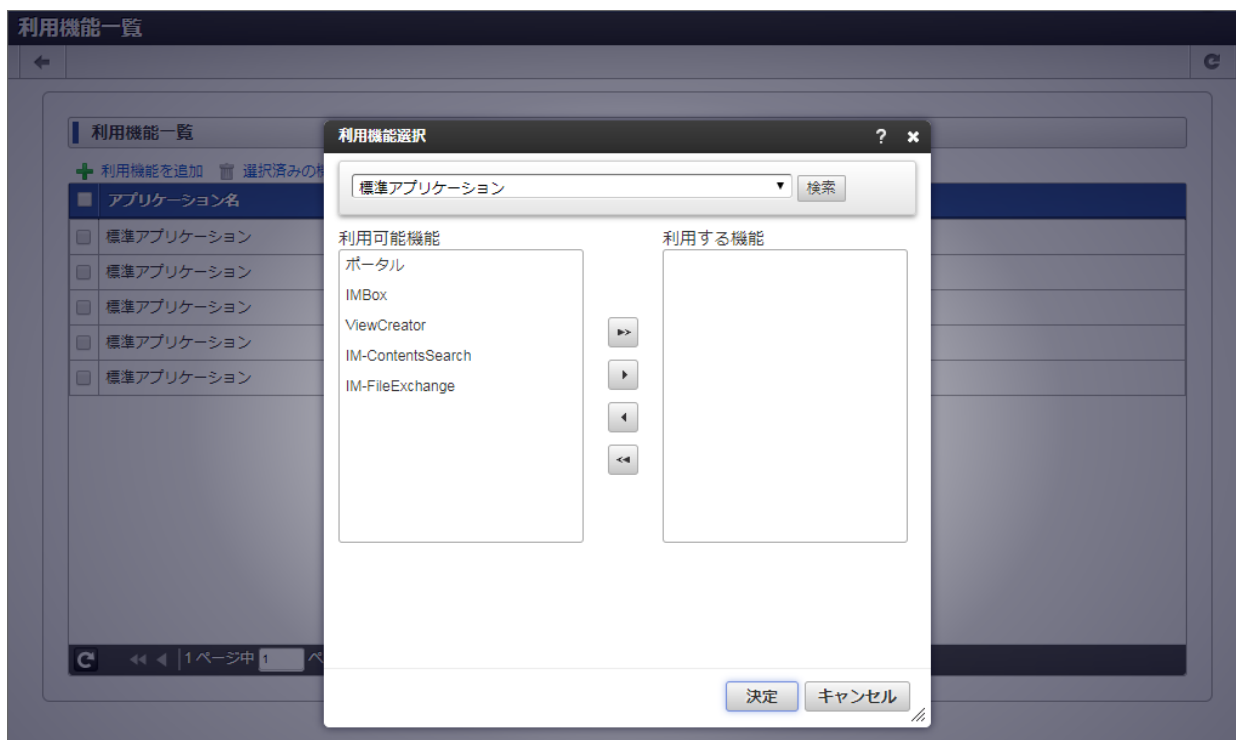 利用機能一覧
利用機能一覧
利用機能を追加 選択済みの
アプリケーション名
標準アプリケーション
標準アプリケーション
標準アプリケーション
標準アプリケーション
標準アプリケーション
1ページ中 1
利用機能選択 ?
標準アプリケーション 検索
利用可能機能 利用する機能
ポータル
IMBox
ViewCreator
IM-ContentsSearch
IM-FileExchange
決定 キャンセル